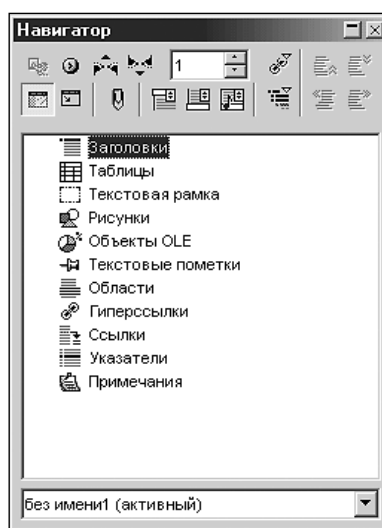 Навигатор
1
Заголовки
Таблицы
Текстовая рамка
Рисунки
Объекты OLE
Текстовые пометки
Области
Гиперссылки
Ссылки
Указатели
Примечания
без имени1 (активный)